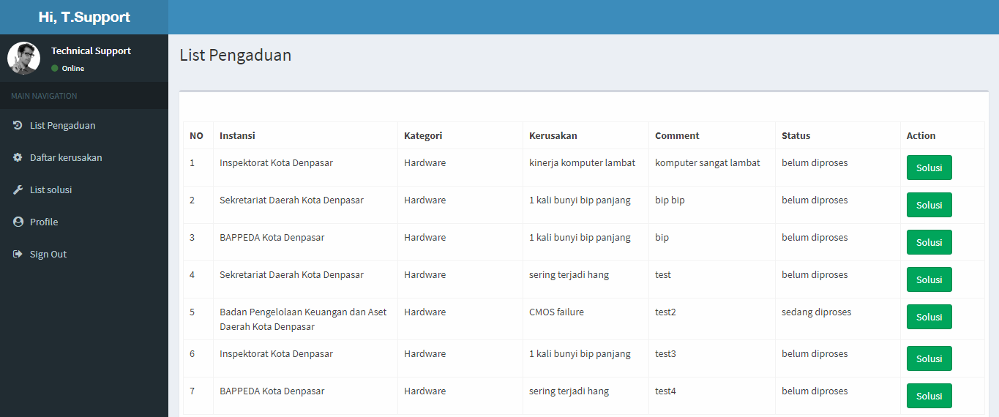 Hi, T.Support
Technical Support
Online
MAIN NAVIGATION
List Pengaduan
Daftar kerusakan
List solusi
Profile
Sign Out
List Pengaduan
NO Instansi Kategori Kerusakan Comment Status Action
1 Inspektorat Kota Denpasar Hardware kinerja komputer lambat komputer sangat lambat belum diproses Solusi
2 Sekretariat Daerah Kota Denpasar Hardware 1 kali bunyi bip panjang bip bip belum diproses Solusi
3 BAPPEDA Kota Denpasar Hardware 1 kali bunyi bip panjang bip belum diproses Solusi
4 Sekretariat Daerah Kota Denpasar Hardware sering terjadi hang test belum diproses Solusi
5 Badan Pengelolaan Keuangan dan Aset Hardware CMOS failure test2 sedang diproses Solusi
Daerah Kota Denpasar
6 Inspektorat Kota Denpasar Hardware 1 kali bunyi bip panjang test3 belum diproses Solusi
7 BAPPEDA Kota Denpasar Hardware sering terjadi hang test4 belum diproses Solusi